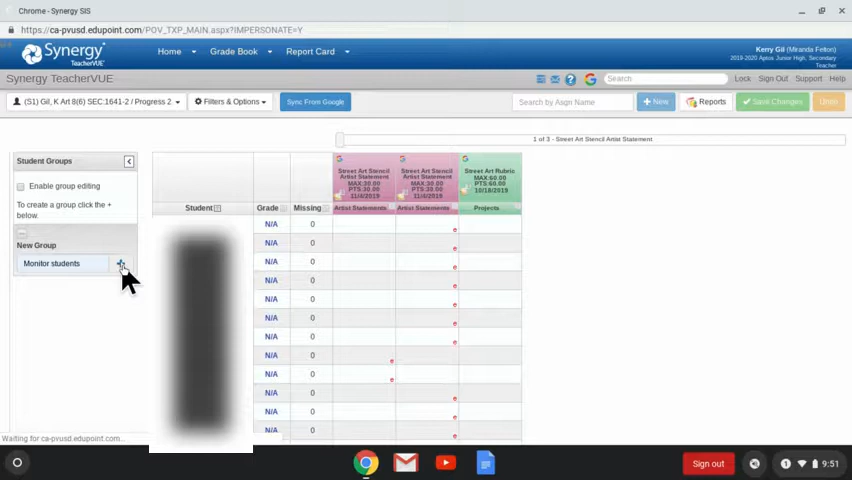 Chrome - Synergy SIS
https://ca-pvusd.edupoint.com/POV_TXP_MAIN.aspx?IMPERSONATE=Y
Synergy
TeacherVUE
Home
Grade Book
Report Card
Kerry Gil (Miranda Felton)
2019-2020 Aptos Junior High, Secondary
Teacher
Synergy TeacherVUE
Search
Lock
Sign Out
Support
Help
(S1) Gil, K Art 8(6) SEC:1641-2 / Progress 2
Filters & Options
Sync From Google
Search by Asgn Name
+ New
Reports
Save Changes
Undo
1 of 3 - Street Art Stencil Artist Statement
Student Groups
Enable group editing
To create a group click the +
below.
New Group
Monitor students
+
Street Art Stencil
Artist Statement
MAX:30.00
PTS:30.00
11/4/2019
Street Art Stencil
Artist Statement
MAX:30.00
PTS:30.00
11/4/2019
Street Art Rubric
MAX:60.00
PTS:60.00
10/18/2019
Student
Grade
Missing
Artist Statements
Artist Statements
Projects
N/A 0
N/A 0
N/A 0
N/A 0
N/A 0
N/A 0
N/A 0
N/A 0
N/A 0
N/A 0
N/A 0
N/A 0
Waiting for ca-pvusd.edupoint.com...
Sign out
1
9:51